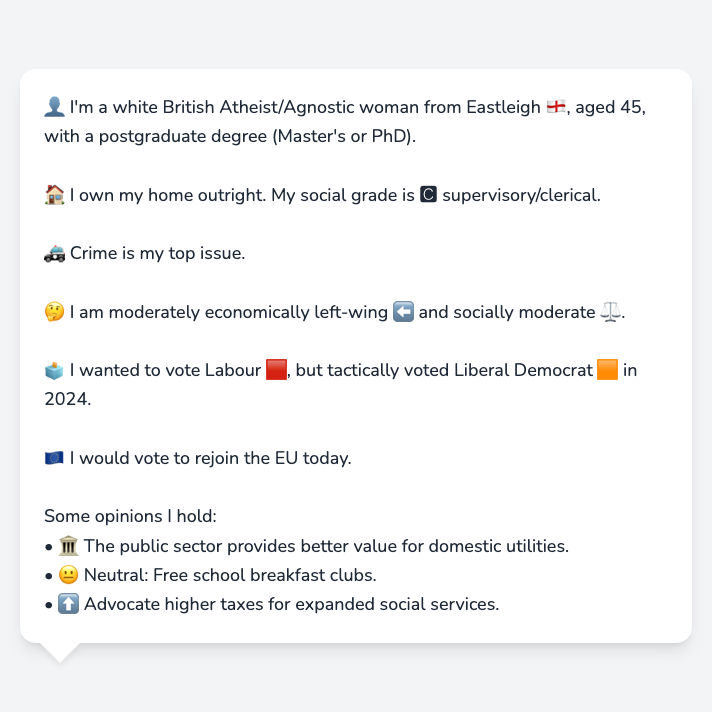 👤 I'm a white British Atheist/Agnostic woman from Eastleigh 🏴󠁧󠁢󠁥󠁮󠁧󠁿, aged 45,
with a postgraduate degree (Master's or PhD).
🏠 I own my home outright. My social grade is 🅲 supervisory/clerical.
🚓 Crime is my top issue.
🤔 I am moderately economically left-wing ⬅️ and socially moderate ⚖️.
🗳️ I wanted to vote Labour 🟥, but tactically voted Liberal Democrat 🟧 in
2024.
🇪🇺 I would vote to rejoin the EU today.
Some opinions I hold:
• 🏛️ The public sector provides better value for domestic utilities.
• 😐 Neutral: Free school breakfast clubs.
• ⬆️ Advocate higher taxes for expanded social services.